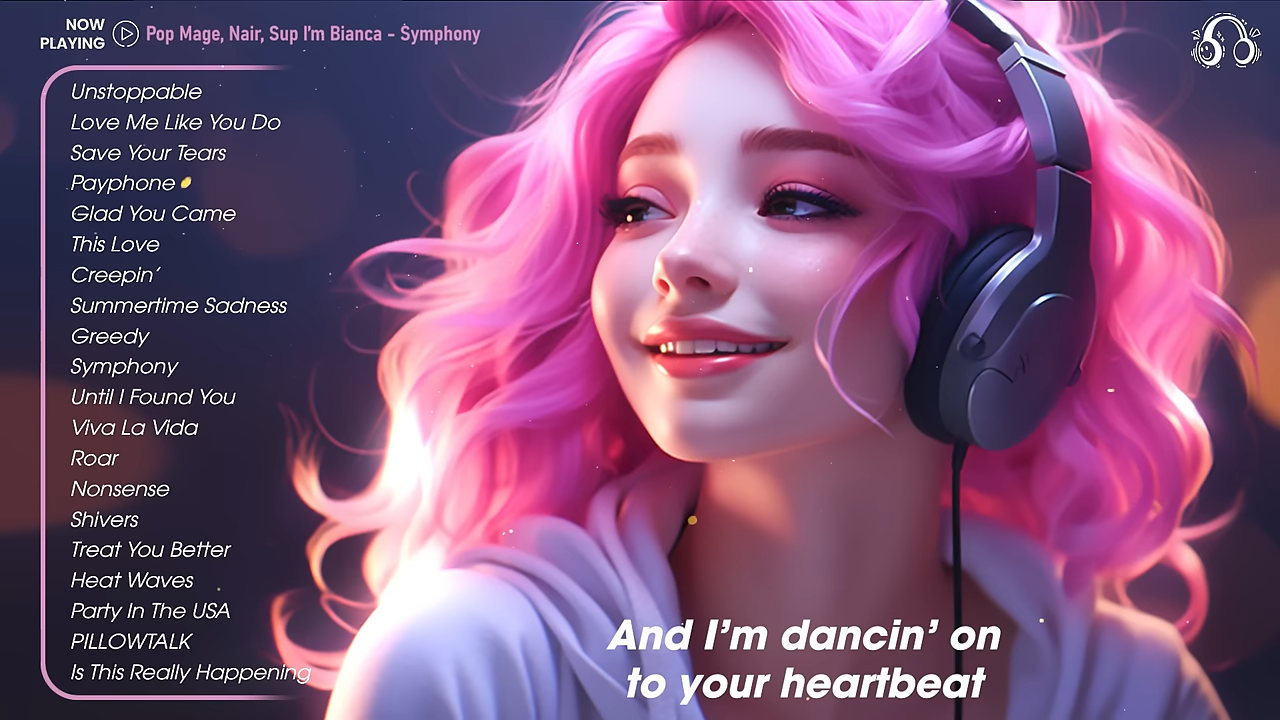 NOW
PLAYING
Pop Mage, Nair, Sup I'm Bianca - Symphony
Unstoppable
Love Me Like You Do
Save Your Tears
Payphone
Glad You Came
This Love
Creepin'
Summertime Sadness
Greedy
Symphony
Until I Found You
Viva La Vida
Roar
Nonsense
Shivers
Treat You Better
Heat Waves
Party In The USA
PILLOWTALK
Is This Really Happening
And I'm dancin' on
to your heartbeat